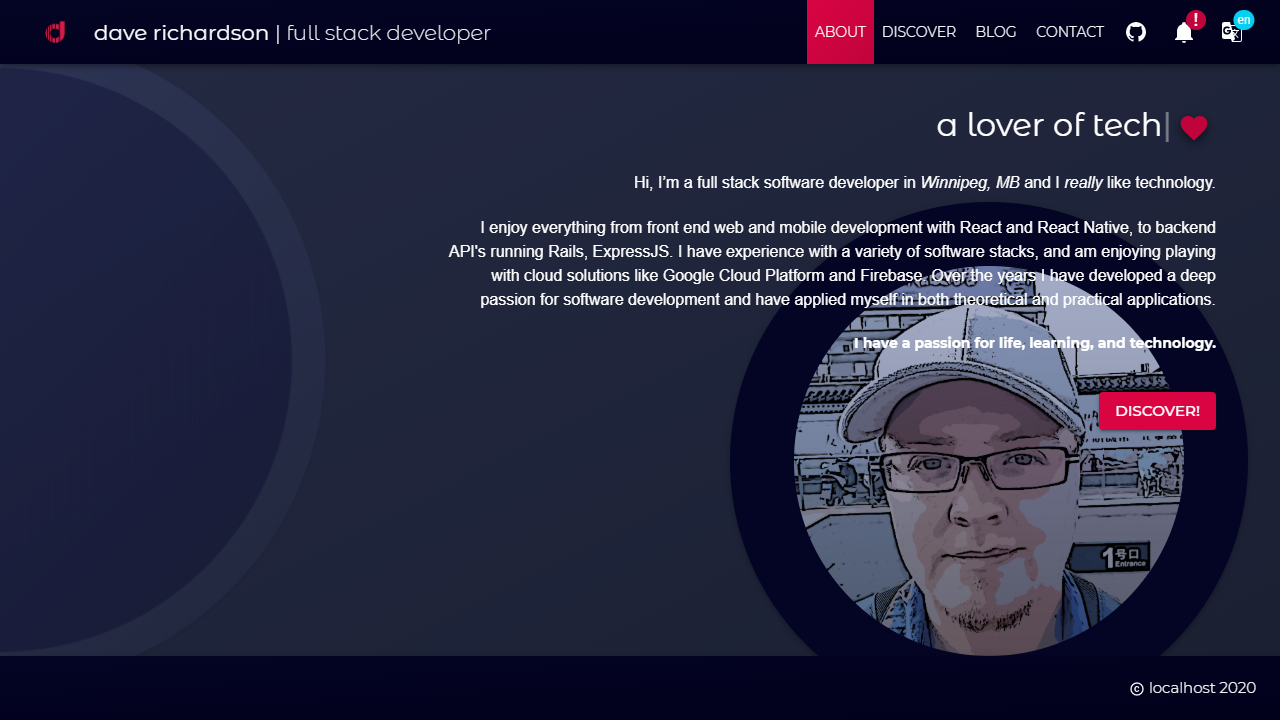 d dave richardson | full stack developer ABOUT DISCOVER BLOG CONTACT ! en
a lover of tech|
Hi, I’m a full stack software developer in Winnipeg, MB and I really like technology.
I enjoy everything from front end web and mobile development with React and React Native, to backend
API's running Rails, ExpressJS. I have experience with a variety of software stacks, and am enjoying playing
with cloud solutions like Google Cloud Platform and Firebase. Over the years I have developed a deep
passion for software development and have applied myself in both theoretical and practical applications.
I have a passion for life, learning, and technology.
DISCOVER!
1号口
Entrance
© localhost 2020